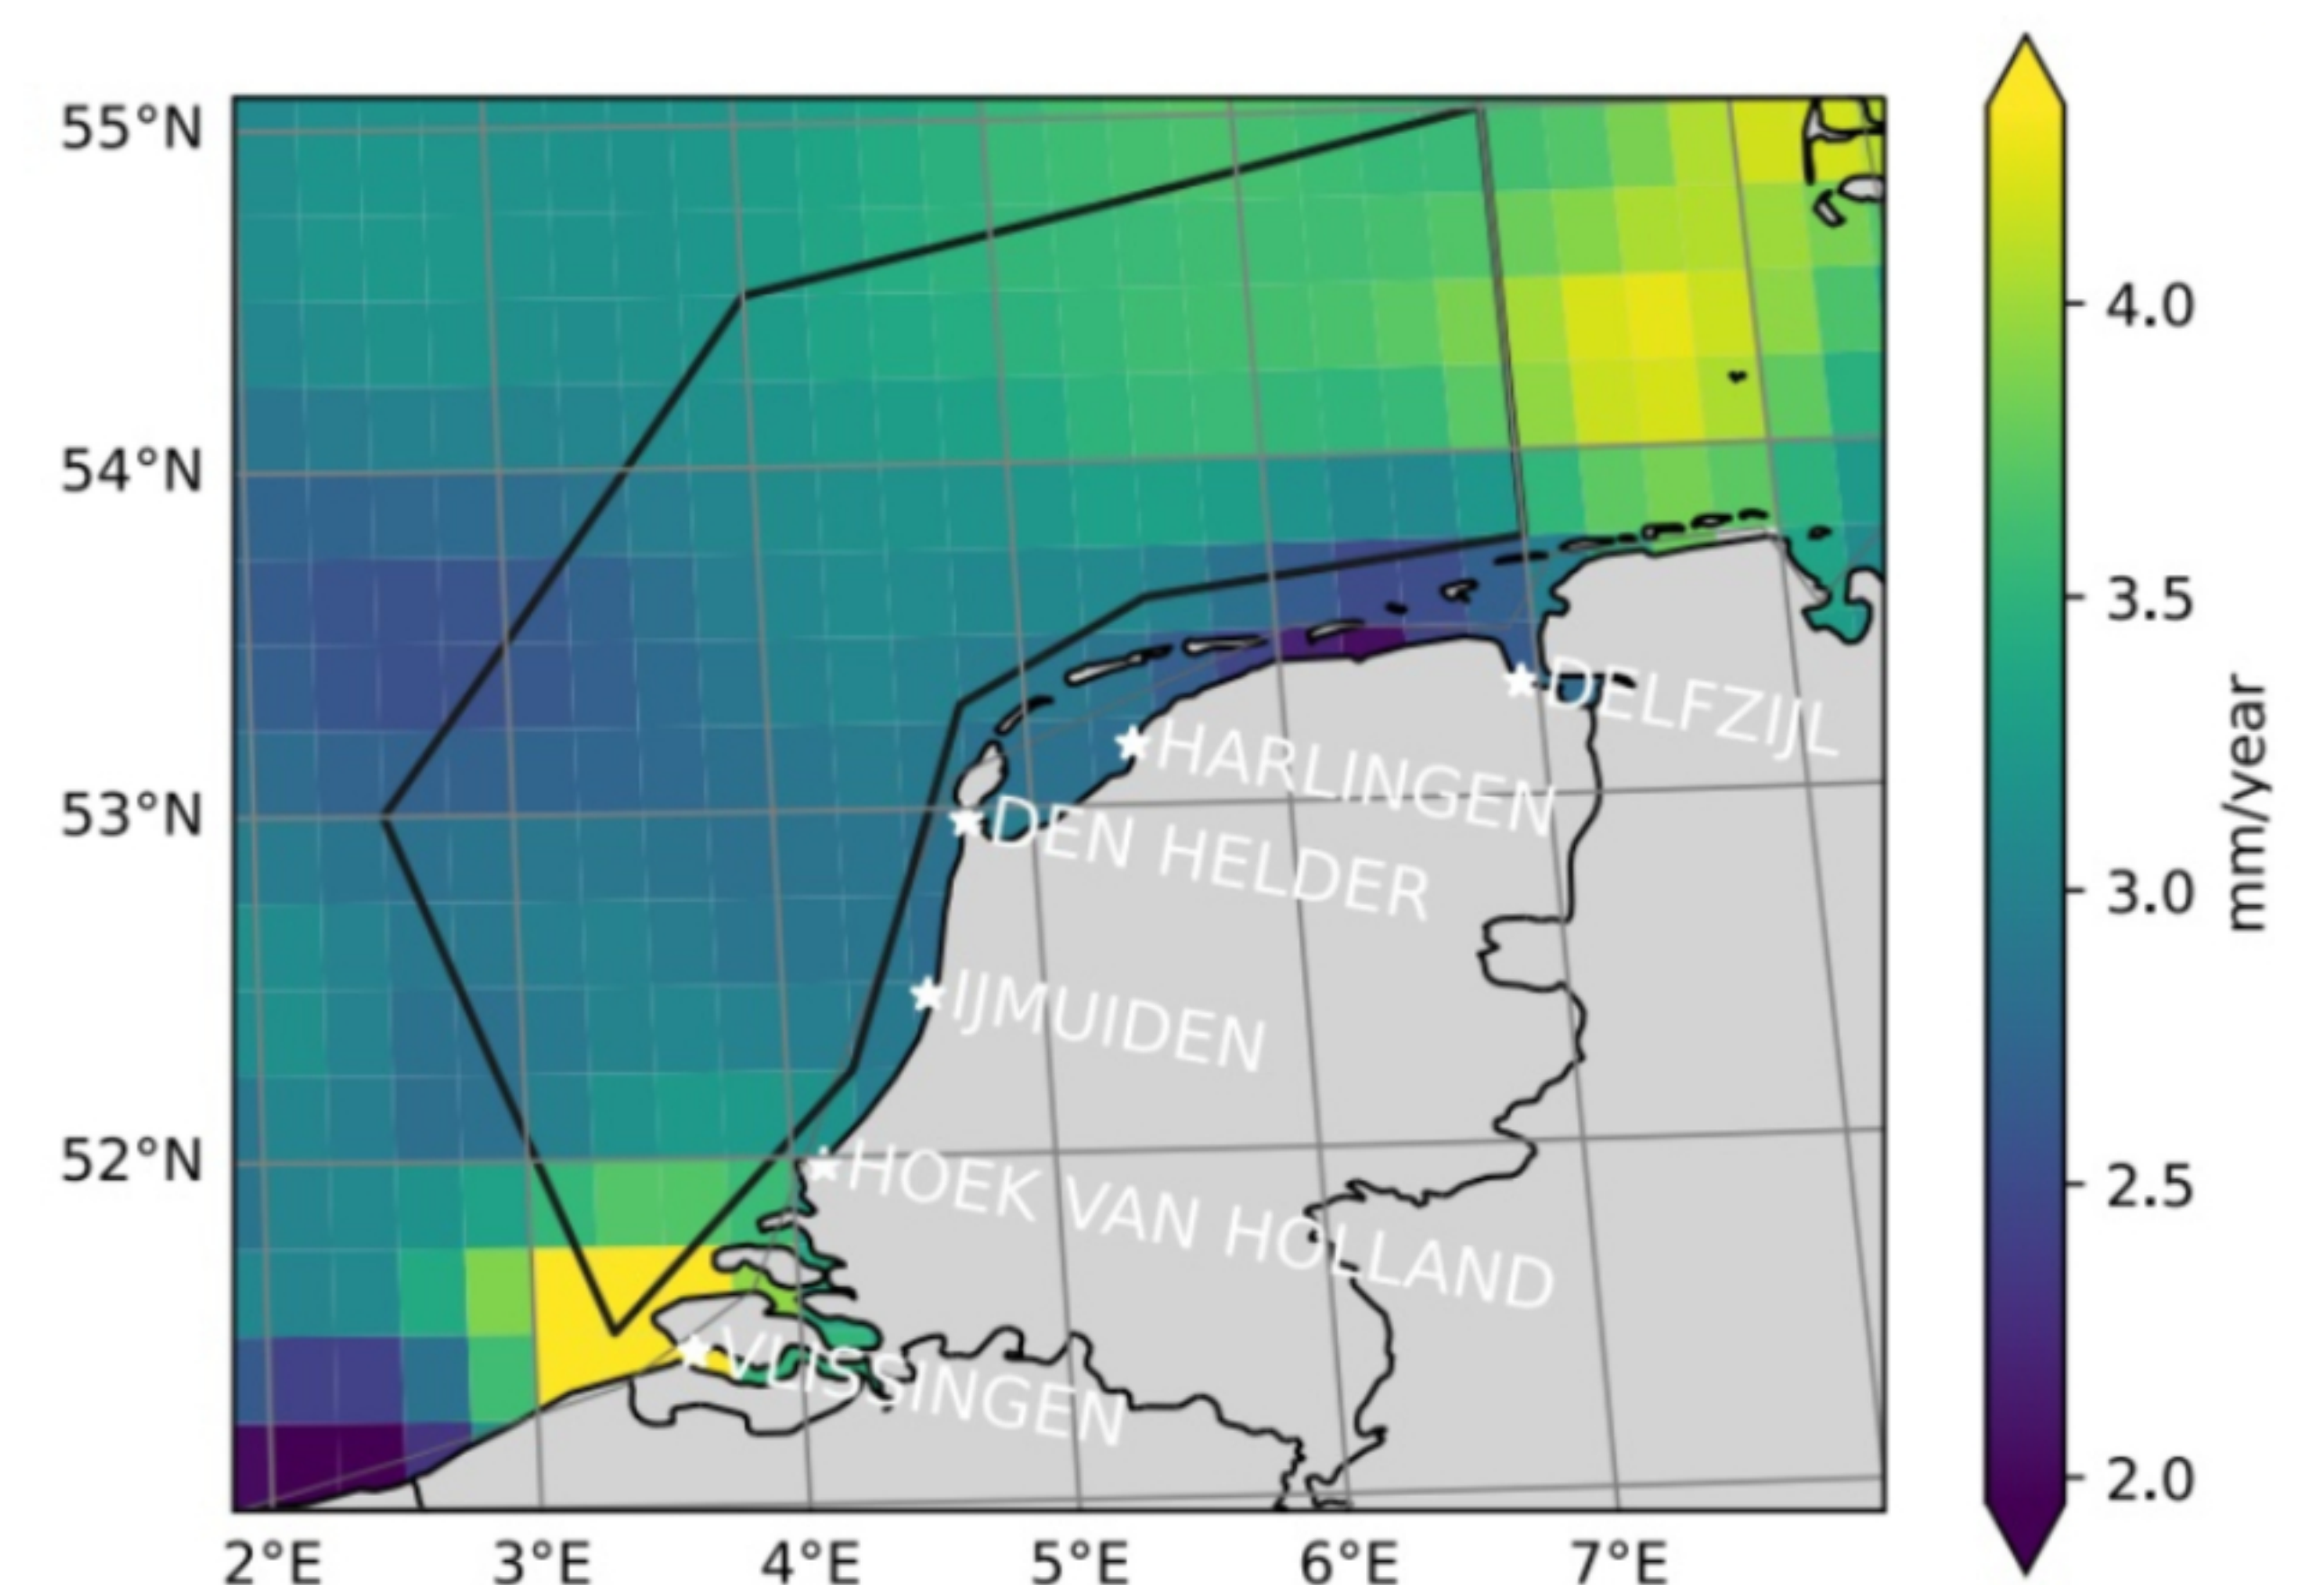 55°N
54°N
53°N
52°N
DELFZIJL
HARLINGEN
DEN HELDER
IJMUIDEN
HOEK VAN HOLLAND
VLISSINGEN
2°E 3°E 4°E 5°E 6°E 7°E
4.0
3.5
3.0
2.5
2.0
mm/year